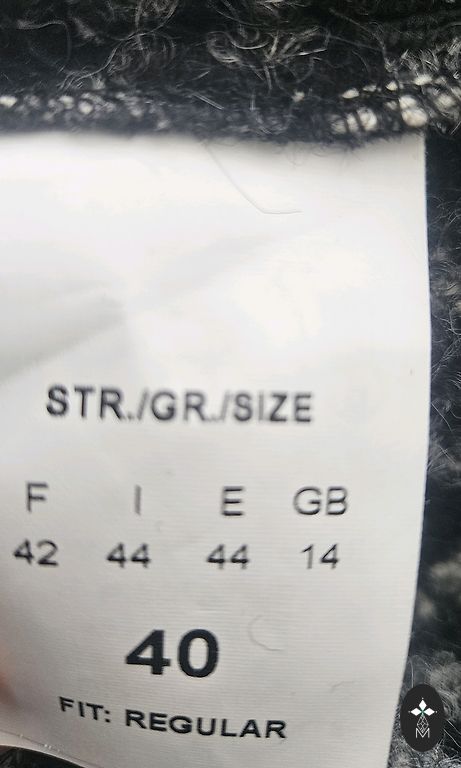 STR./GR./SIZE
F I E GB
42 44 44 14
40
FIT: REGULAR
M